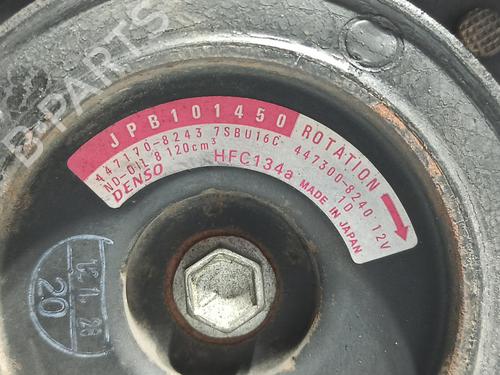 JPB101450 ROTATION
447170-8243 7SBU16C 447300-8240 12V
ND-OIL 8 120cm³ HFC134a 10
DENSO MADE IN JAPAN
20
B-PARTS